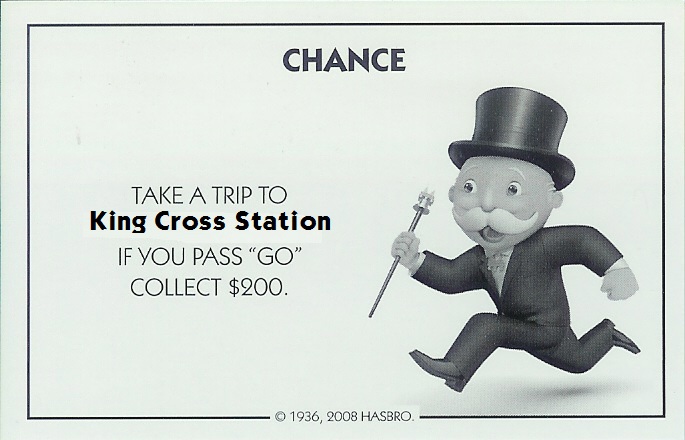 CHANCE
TAKE A TRIP TO
King Cross Station
IF YOU PASS “GO”
COLLECT $200.
© 1936, 2008 HASBRO.